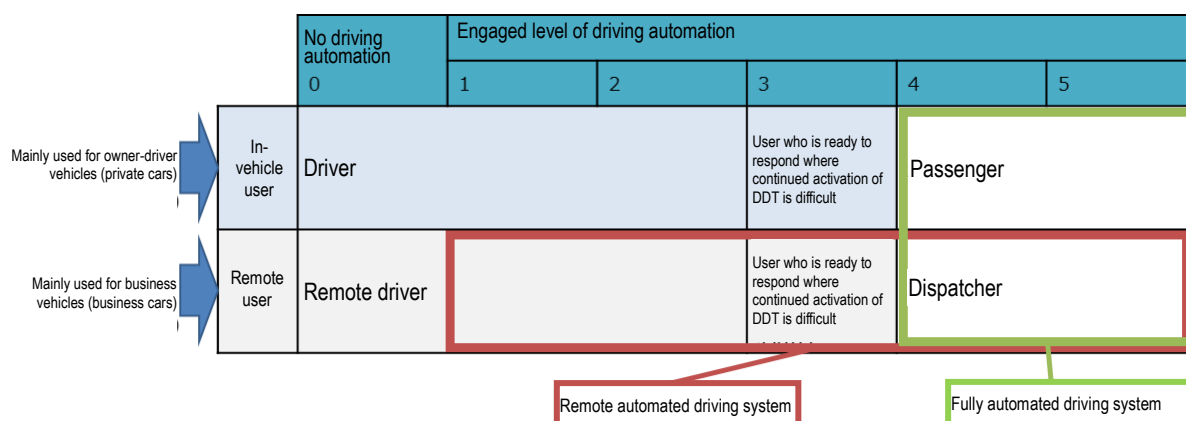 No driving
automation
Engaged level of driving automation
0
1
2
3
4
5
Mainly used for owner-driver
vehicles (private cars)
In-
vehicle
user
Driver
User who is ready to
respond where
continued activation of
DDT is difficult
Passenger
Mainly used for business
vehicles (business cars)
Remote
user
Remote driver
User who is ready to
respond where
continued activation of
DDT is difficult
Dispatcher
Remote automated driving system
Fully automated driving system